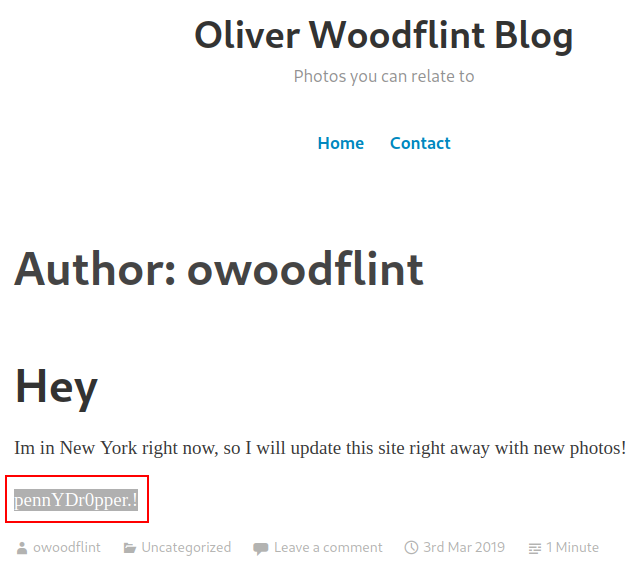 Oliver Woodflint Blog
Photos you can relate to
Home Contact
Author: owoodflint
Hey
Im in New York right now, so I will update this site right away with new photos!
pennYDr0pper.!
owoodflint Uncategorized Leave a comment 3rd Mar 2019 1 Minute